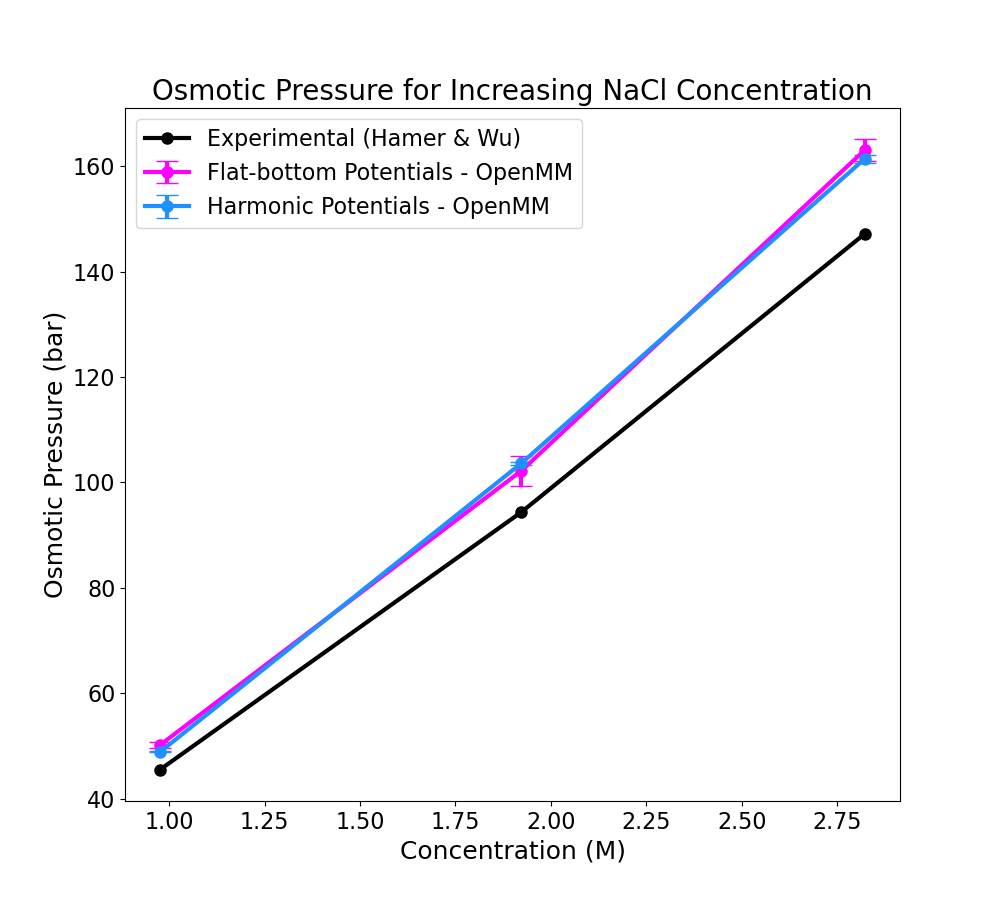 Osmotic Pressure for Increasing NaCl Concentration
Experimental (Hamer & Wu)
Flat-bottom Potentials - OpenMM
Harmonic Potentials - OpenMM
Osmotic Pressure (bar)
160
140
120
100
80
60
40
1.00 1.25 1.50 1.75 2.00 2.25 2.50 2.75
Concentration (M)